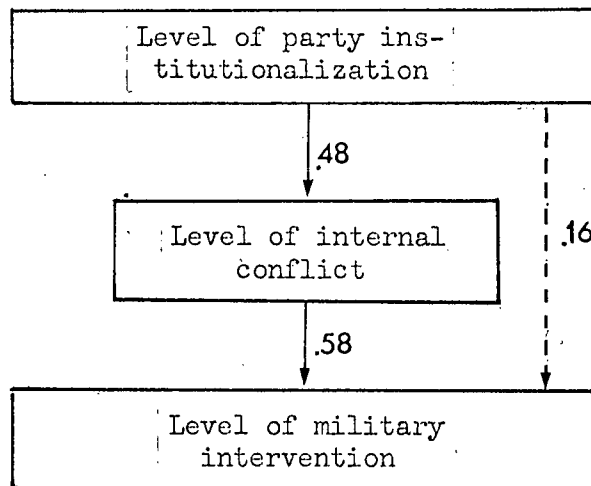 Level of party ins-
titutionalization
.48
Level of internal
conflict
.16
.58
Level of military
intervention